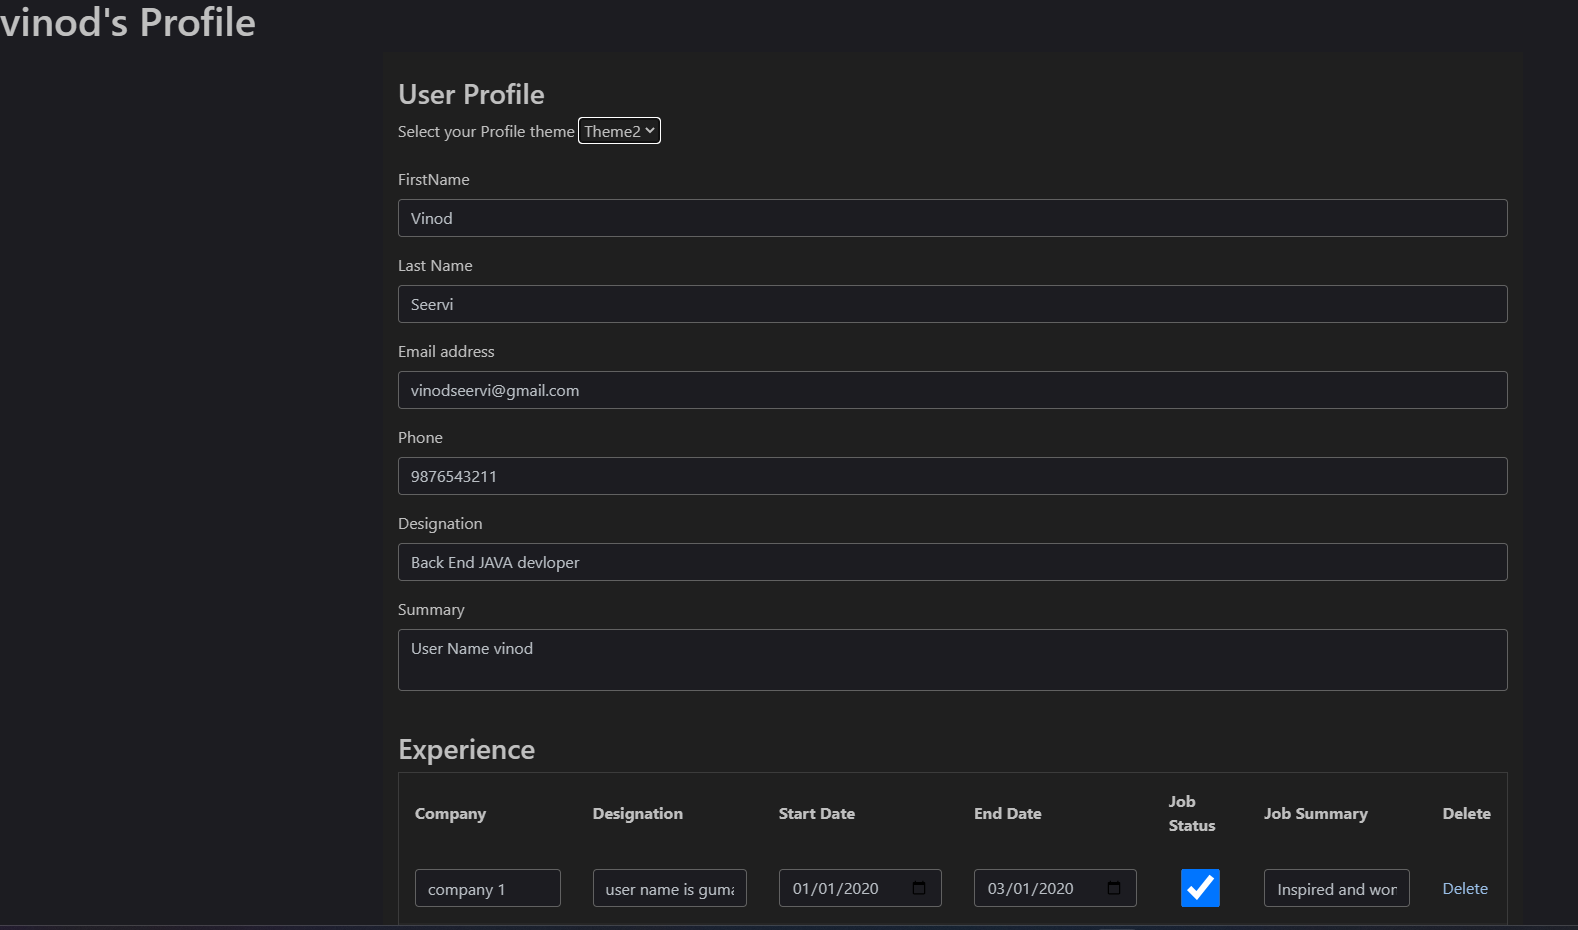 vinod's Profile
User Profile
Select your Profile theme Theme2
FirstName
Vinod
Last Name
Seervi
Email address
vinodseervi@gmail.com
Phone
9876543211
Designation
Back End JAVA devloper
Summary
User Name vinod
Experience
Company Designation Start Date End Date Job Status Job Summary Delete
company 1 user name is guma 01/01/2020 03/01/2020 Inspired and wor Delete